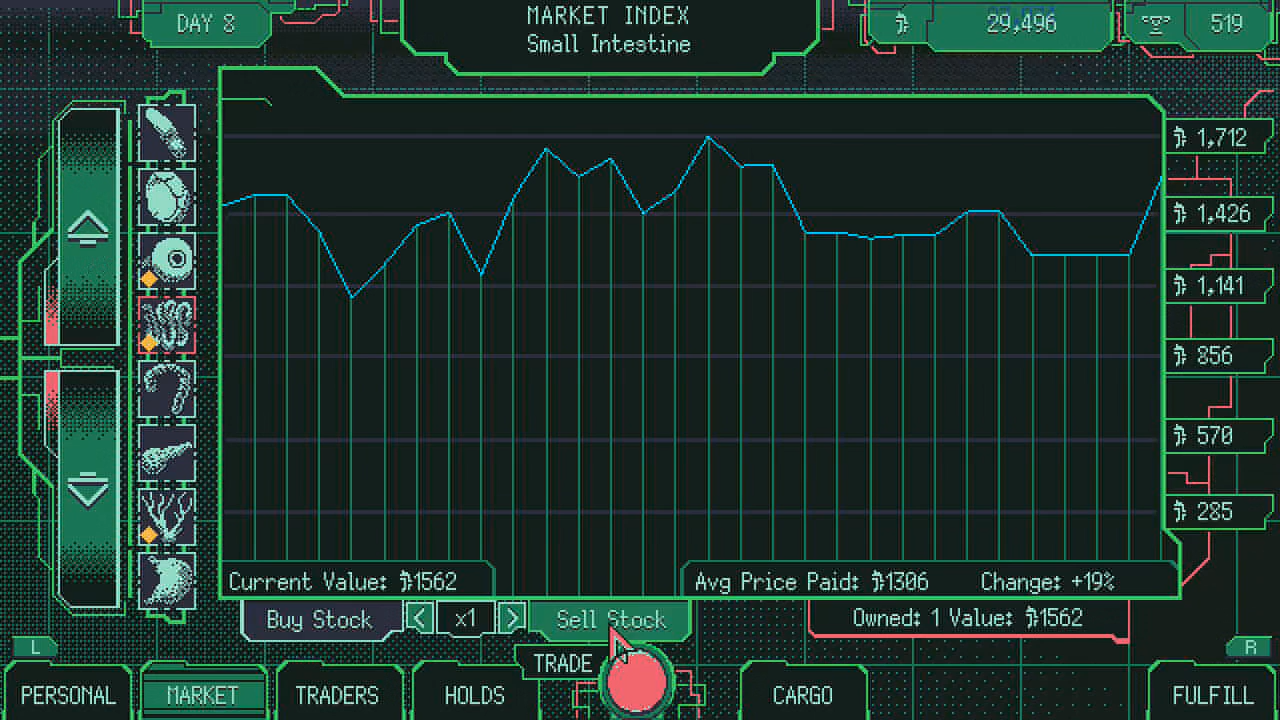 DAY 8
MARKET INDEX
Small Intestine
29,496
519
1,712
1,426
1,141
856
570
285
Current Value: 1562
Avg Price Paid: 1306 Change: +19%
Buy Stock
x1
Sell Stock
Owned: 1 Value: 1562
L
R
TRADE
PERSONAL
MARKET
TRADERS
HOLDS
CARGO
FULFILL